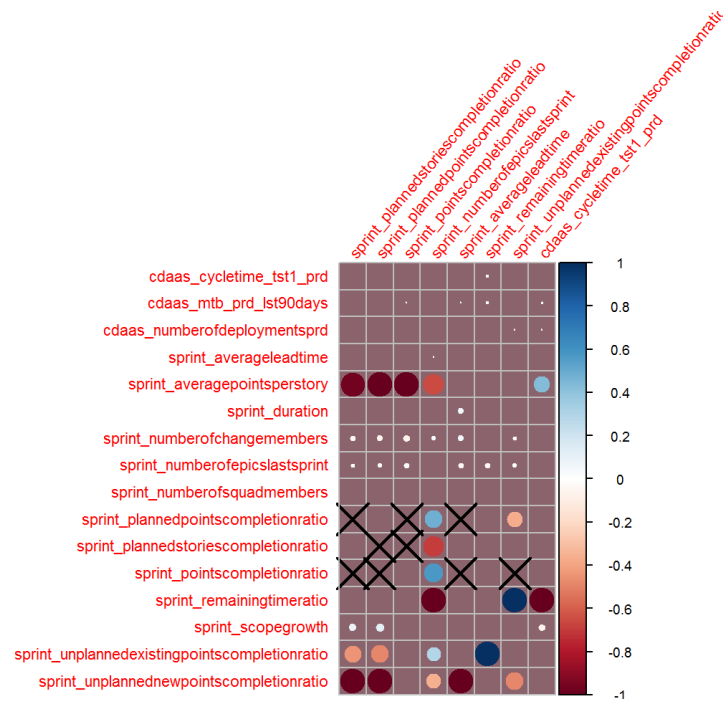 sprint_plannedstoriescompletionratio
sprint_plannedpointscompletionratio
sprint_pointscompletionratio
sprint_numberofepicslastsprint
sprint_averageleadtime
sprint_remainingtimeratio
sprint_unplannedexistingpointscompletionratio
cdaas_cycletime_tst1_prd
cdaas_cycletime_tst1_prd
cdaas_mtb_prd_lst90days
cdaas_numberofdeploymentsprd
sprint_averageleadtime
sprint_averagepointsperstory
sprint_duration
sprint_numberofchangemembers
sprint_numberofepicslastsprint
sprint_numberofsquadmembers
sprint_plannedpointscompletionratio
sprint_plannedstoriescompletionratio
sprint_pointscompletionratio
sprint_remainingtimeratio
sprint_scopegrowth
sprint_unplannedexistingpointscompletionratio
sprint_unplannednewpointscompletionratio
1
0.8
0.6
0.4
0.2
0
-0.2
-0.4
-0.6
-0.8
-1